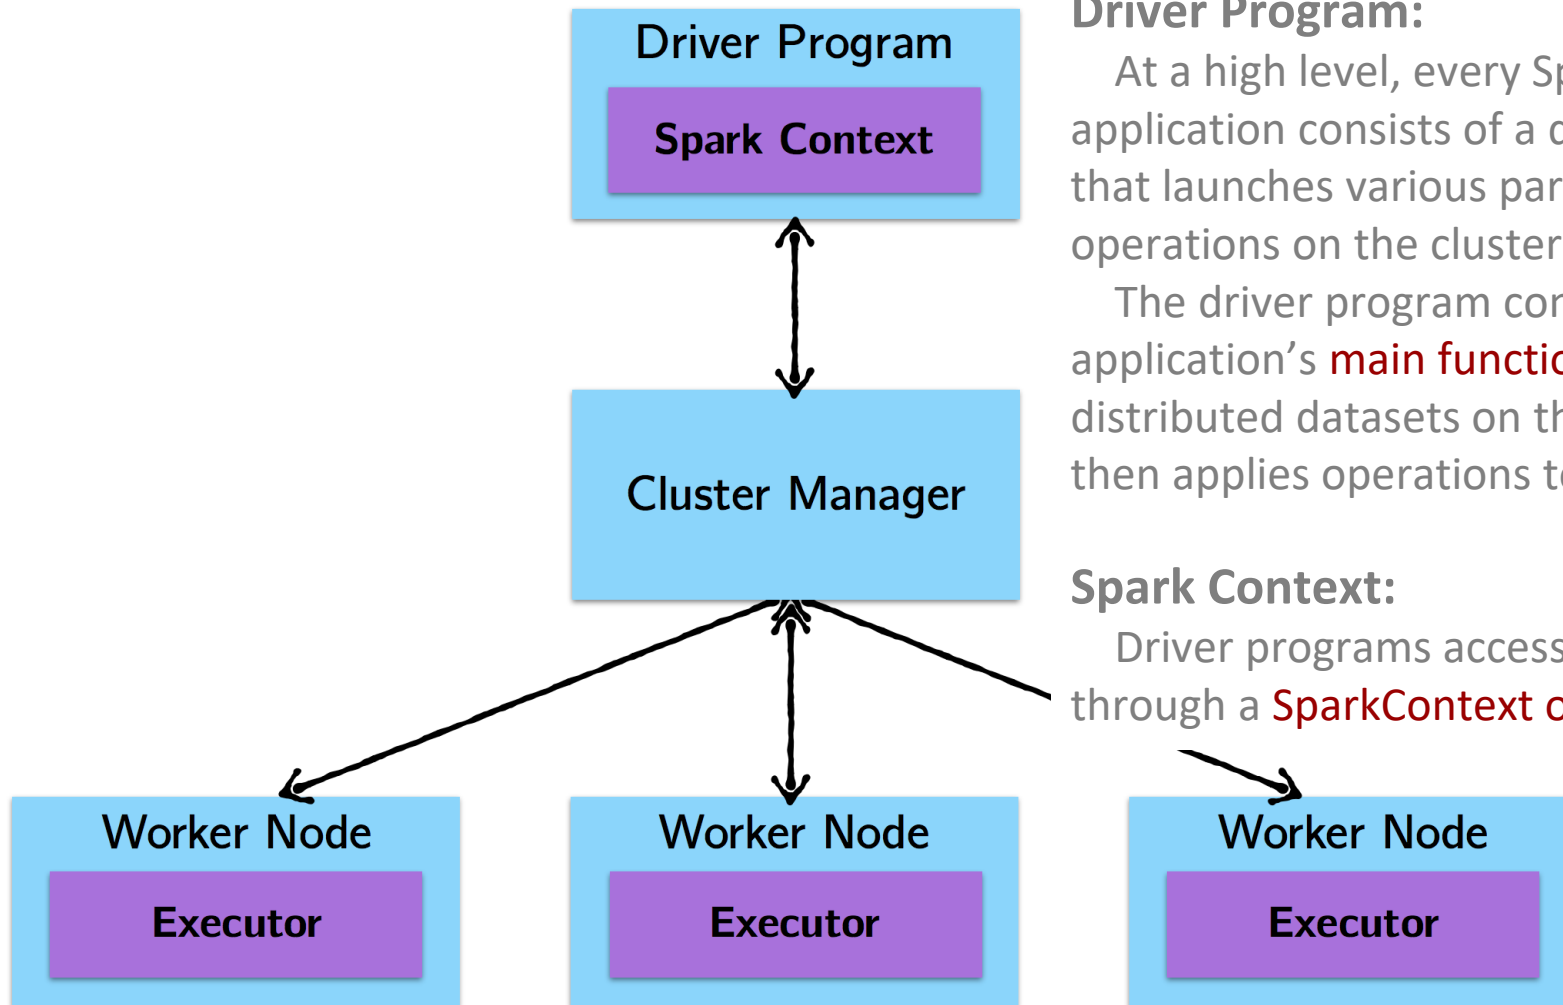 Driver Program
Spark Context
Cluster Manager
Worker Node
Executor
Worker Node
Executor
Worker Node
Executor
Driver Program:
At a high level, every
application consists of a
that launches various
operations on the cluster
The driver program
application's main
distributed datasets on
then applies operations
Spark Context:
Driver programs access
through a SparkContext